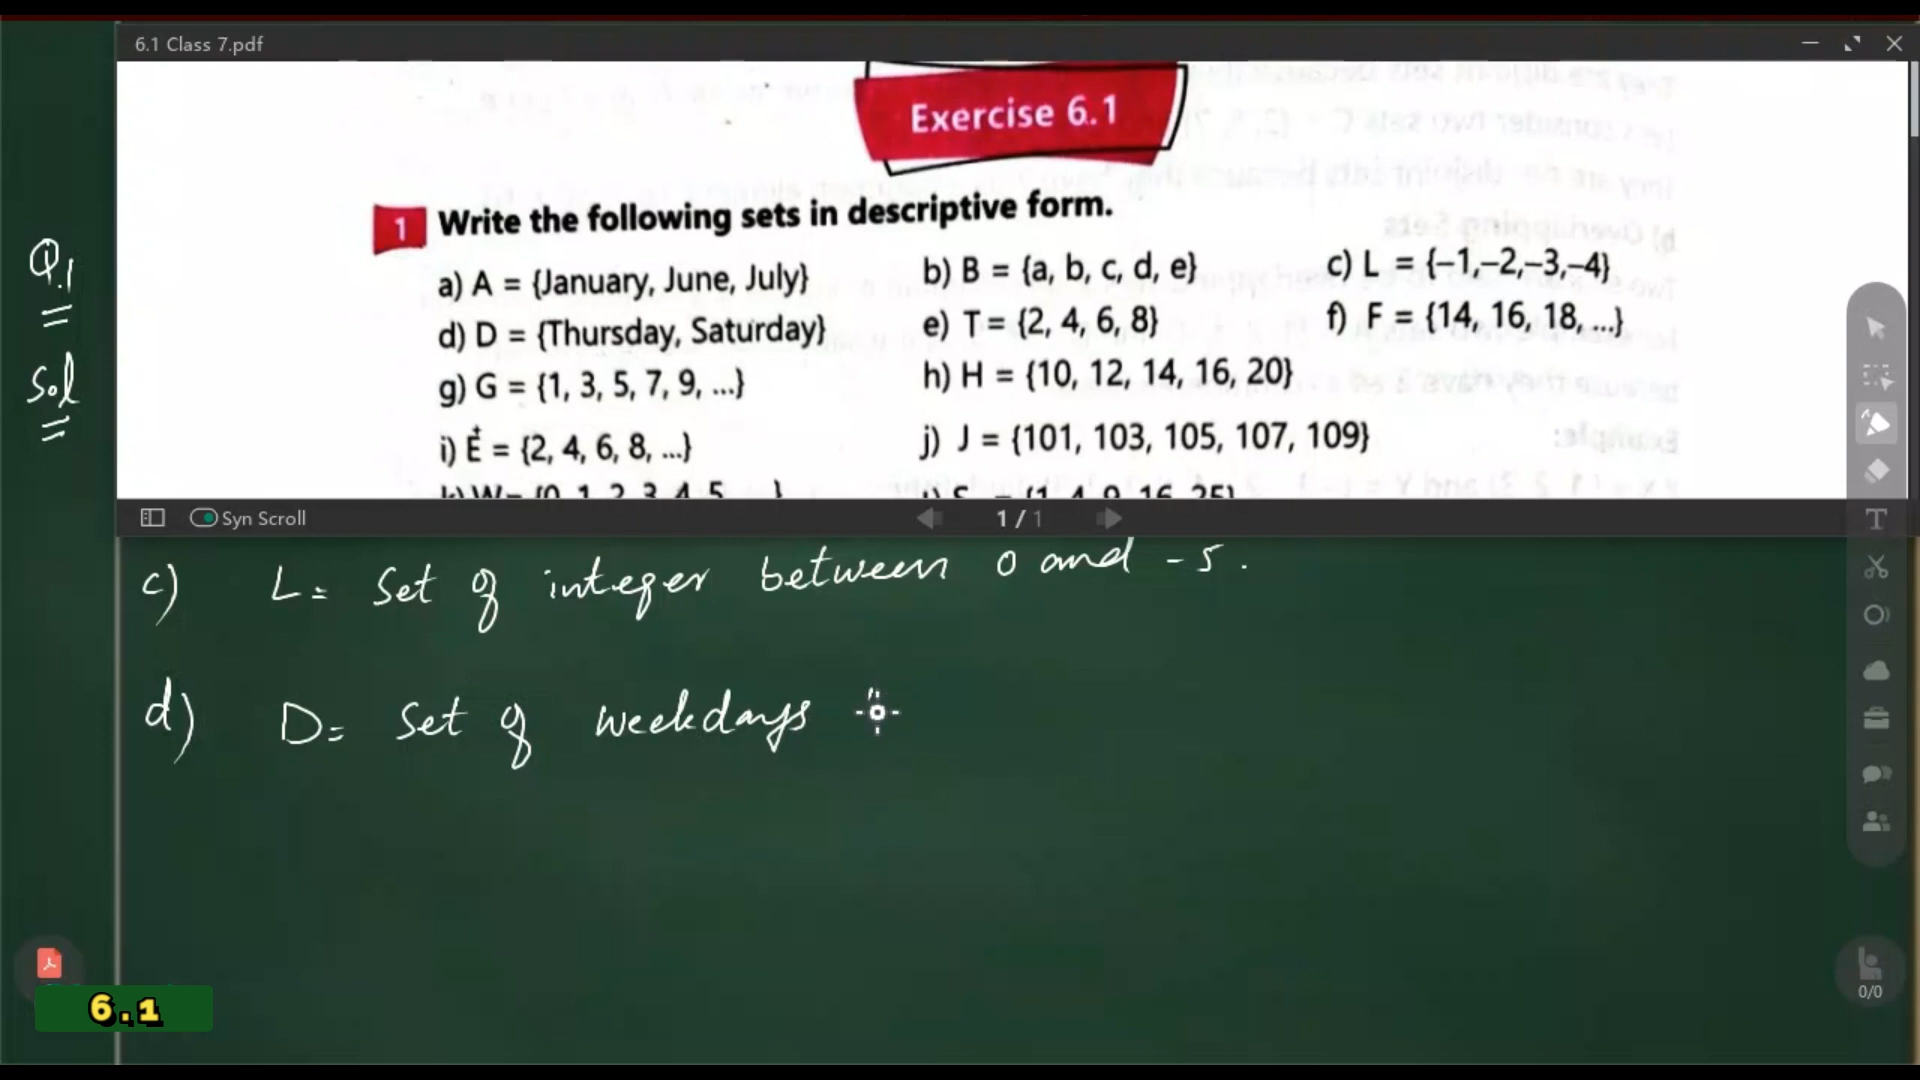 6.1 Class 7.pdf
Exercise 6.1
1 Write the following sets in descriptive form.
a) A = {January, June, July} b) B = {a, b, c, d, e} c) L = {–1,–2,–3,–4}
d) D = {Thursday, Saturday} e) T = {2, 4, 6, 8} f) F = {14, 16, 18, ...}
g) G = {1, 3, 5, 7, 9, ...} h) H = {10, 12, 14, 16, 20}
i) E = {2, 4, 6, 8, ...} j) J = {101, 103, 105, 107, 109}
Q.1
Sol
Syn Scroll 1 / 1
T
c) L = Set of integer between 0 and -5.
d) D = Set of weekdays
6.1
0/0